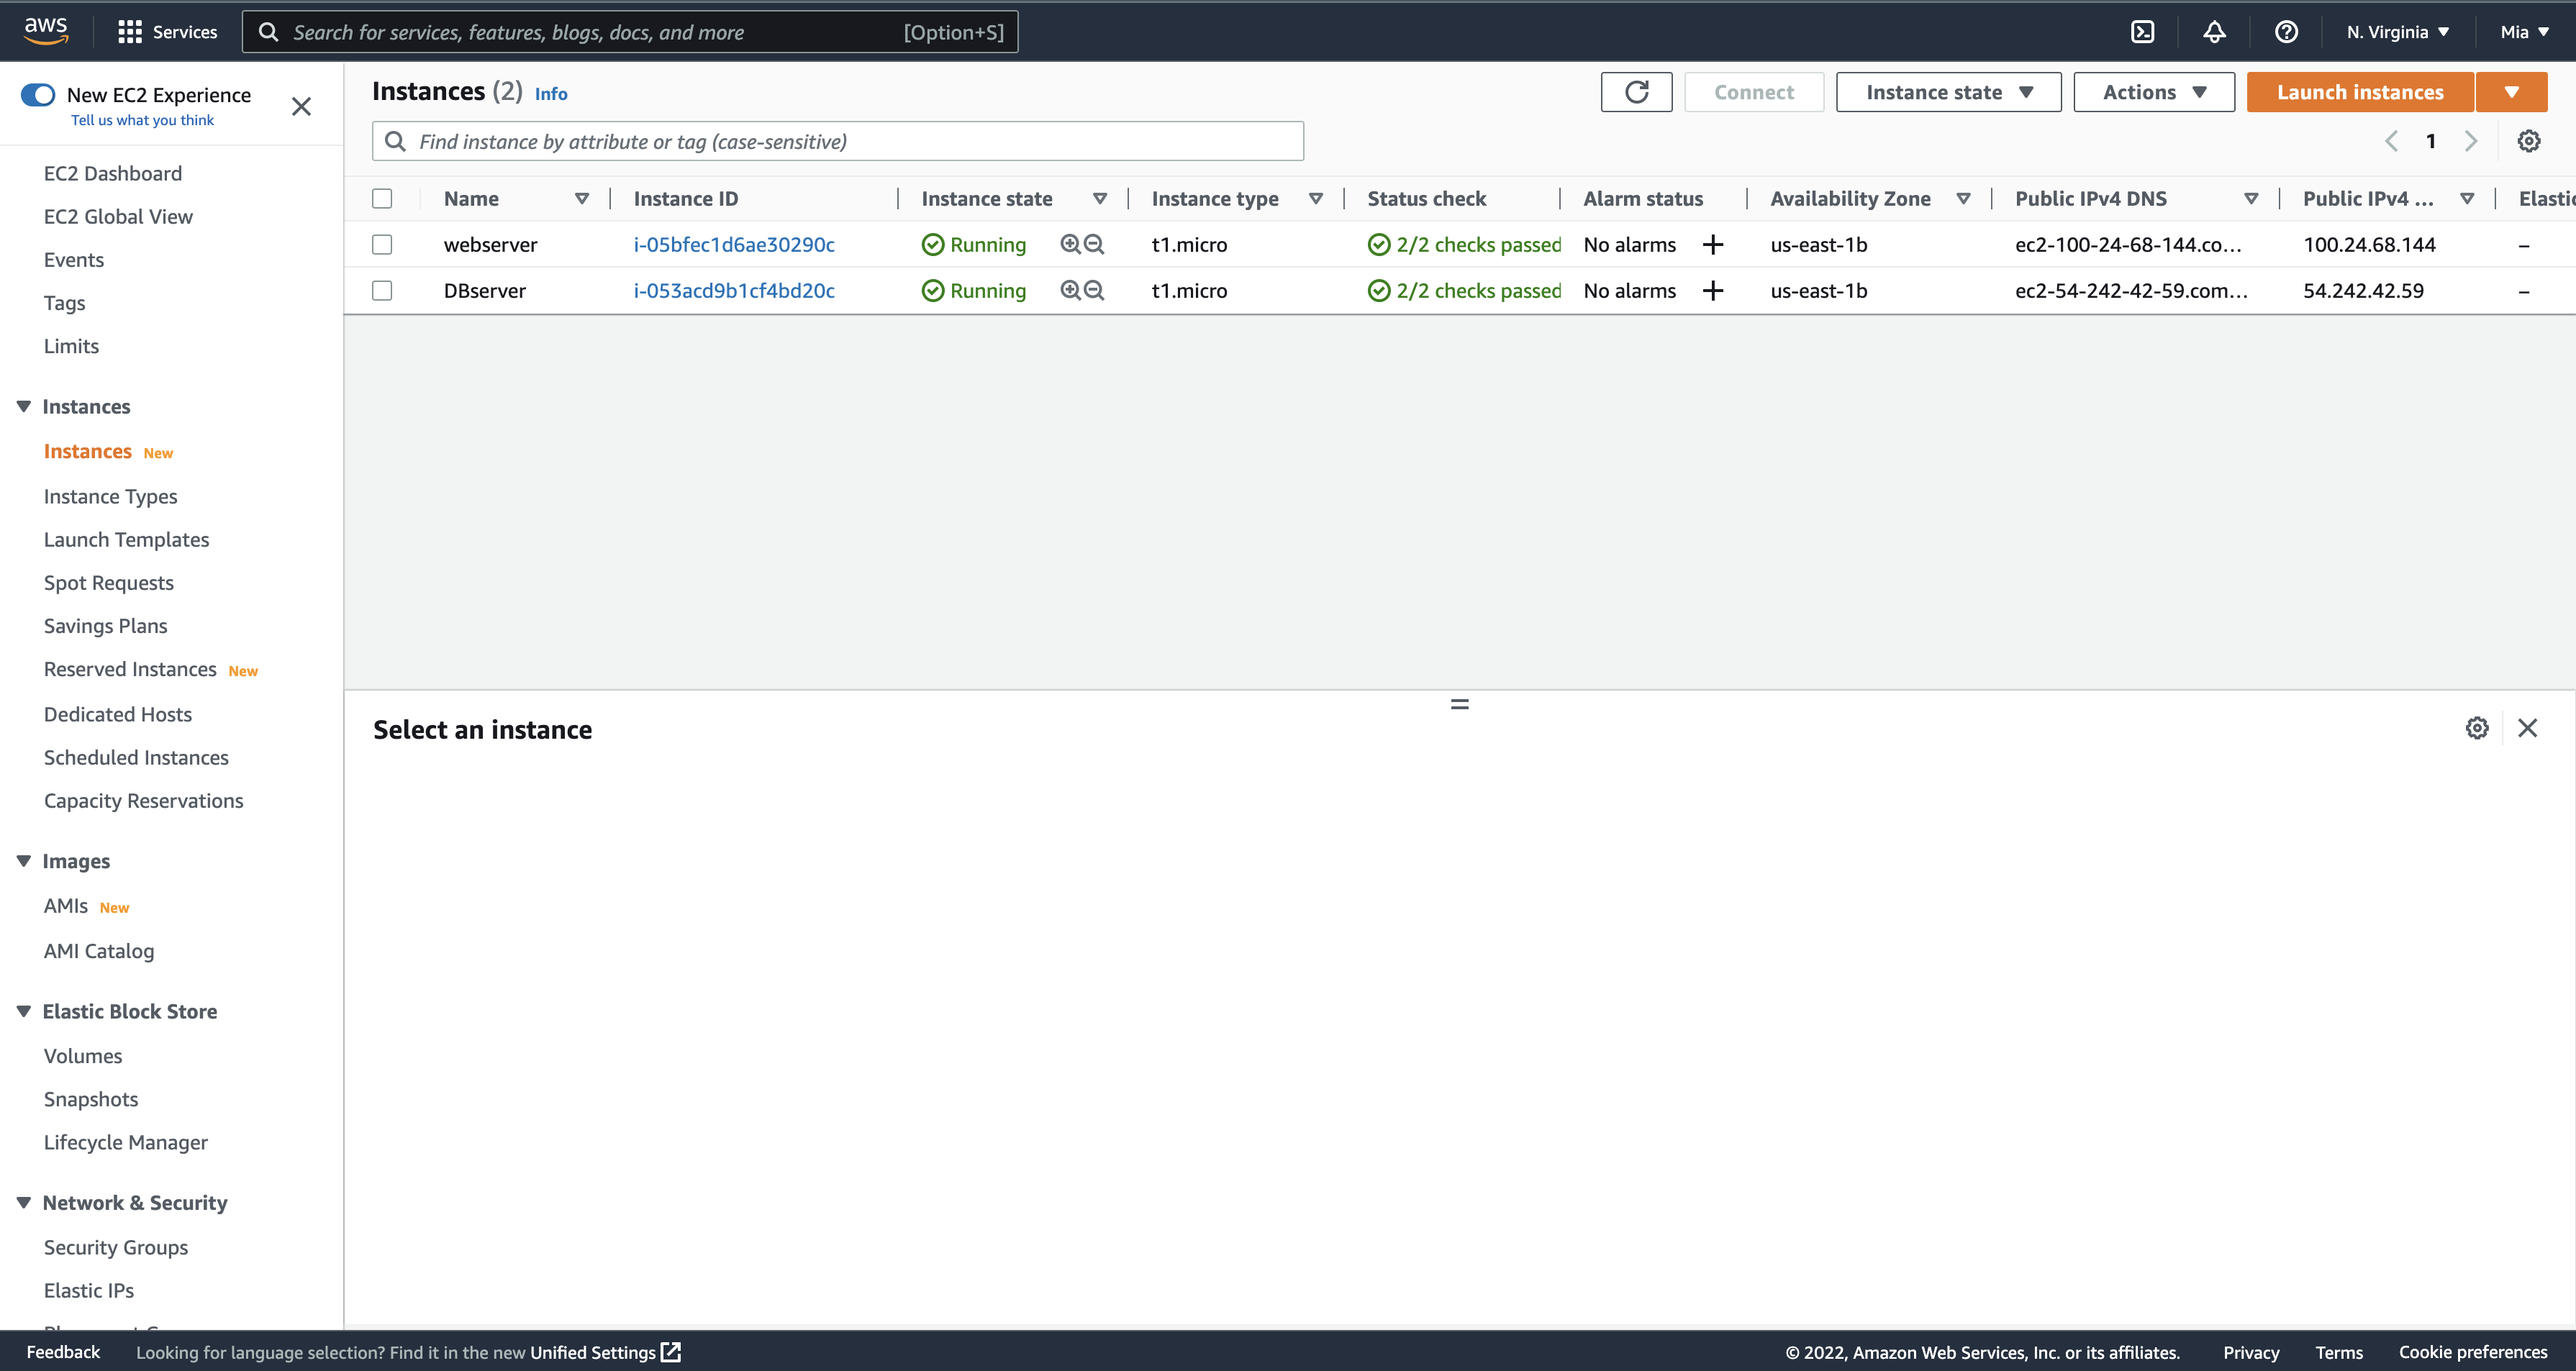 aws Services Search for services, features, blogs, docs, and more [Option+S] N. Virginia Mia
New EC2 Experience
Tell us what you think
EC2 Dashboard
EC2 Global View
Events
Tags
Limits
Instances
Instances New
Instance Types
Launch Templates
Spot Requests
Savings Plans
Reserved Instances New
Dedicated Hosts
Scheduled Instances
Capacity Reservations
Images
AMIs New
AMI Catalog
Elastic Block Store
Volumes
Snapshots
Lifecycle Manager
Network & Security
Security Groups
Elastic IPs
Instances (2) Info Connect Instance state Actions Launch instances
Find instance by attribute or tag (case-sensitive) 1
Name Instance ID Instance state Instance type Status check Alarm status Availability Zone Public IPv4 DNS Public IPv4 ... Elastic
webserver i-05bfec1d6ae30290c Running t1.micro 2/2 checks passed No alarms + us-east-1b ec2-100-24-68-144.co... 100.24.68.144 –
DBserver i-053acd9b1cf4bd20c Running t1.micro 2/2 checks passed No alarms + us-east-1b ec2-54-242-42-59.com... 54.242.42.59 –
Select an instance
Feedback Looking for language selection? Find it in the new Unified Settings © 2022, Amazon Web Services, Inc. or its affiliates. Privacy Terms Cookie preferences